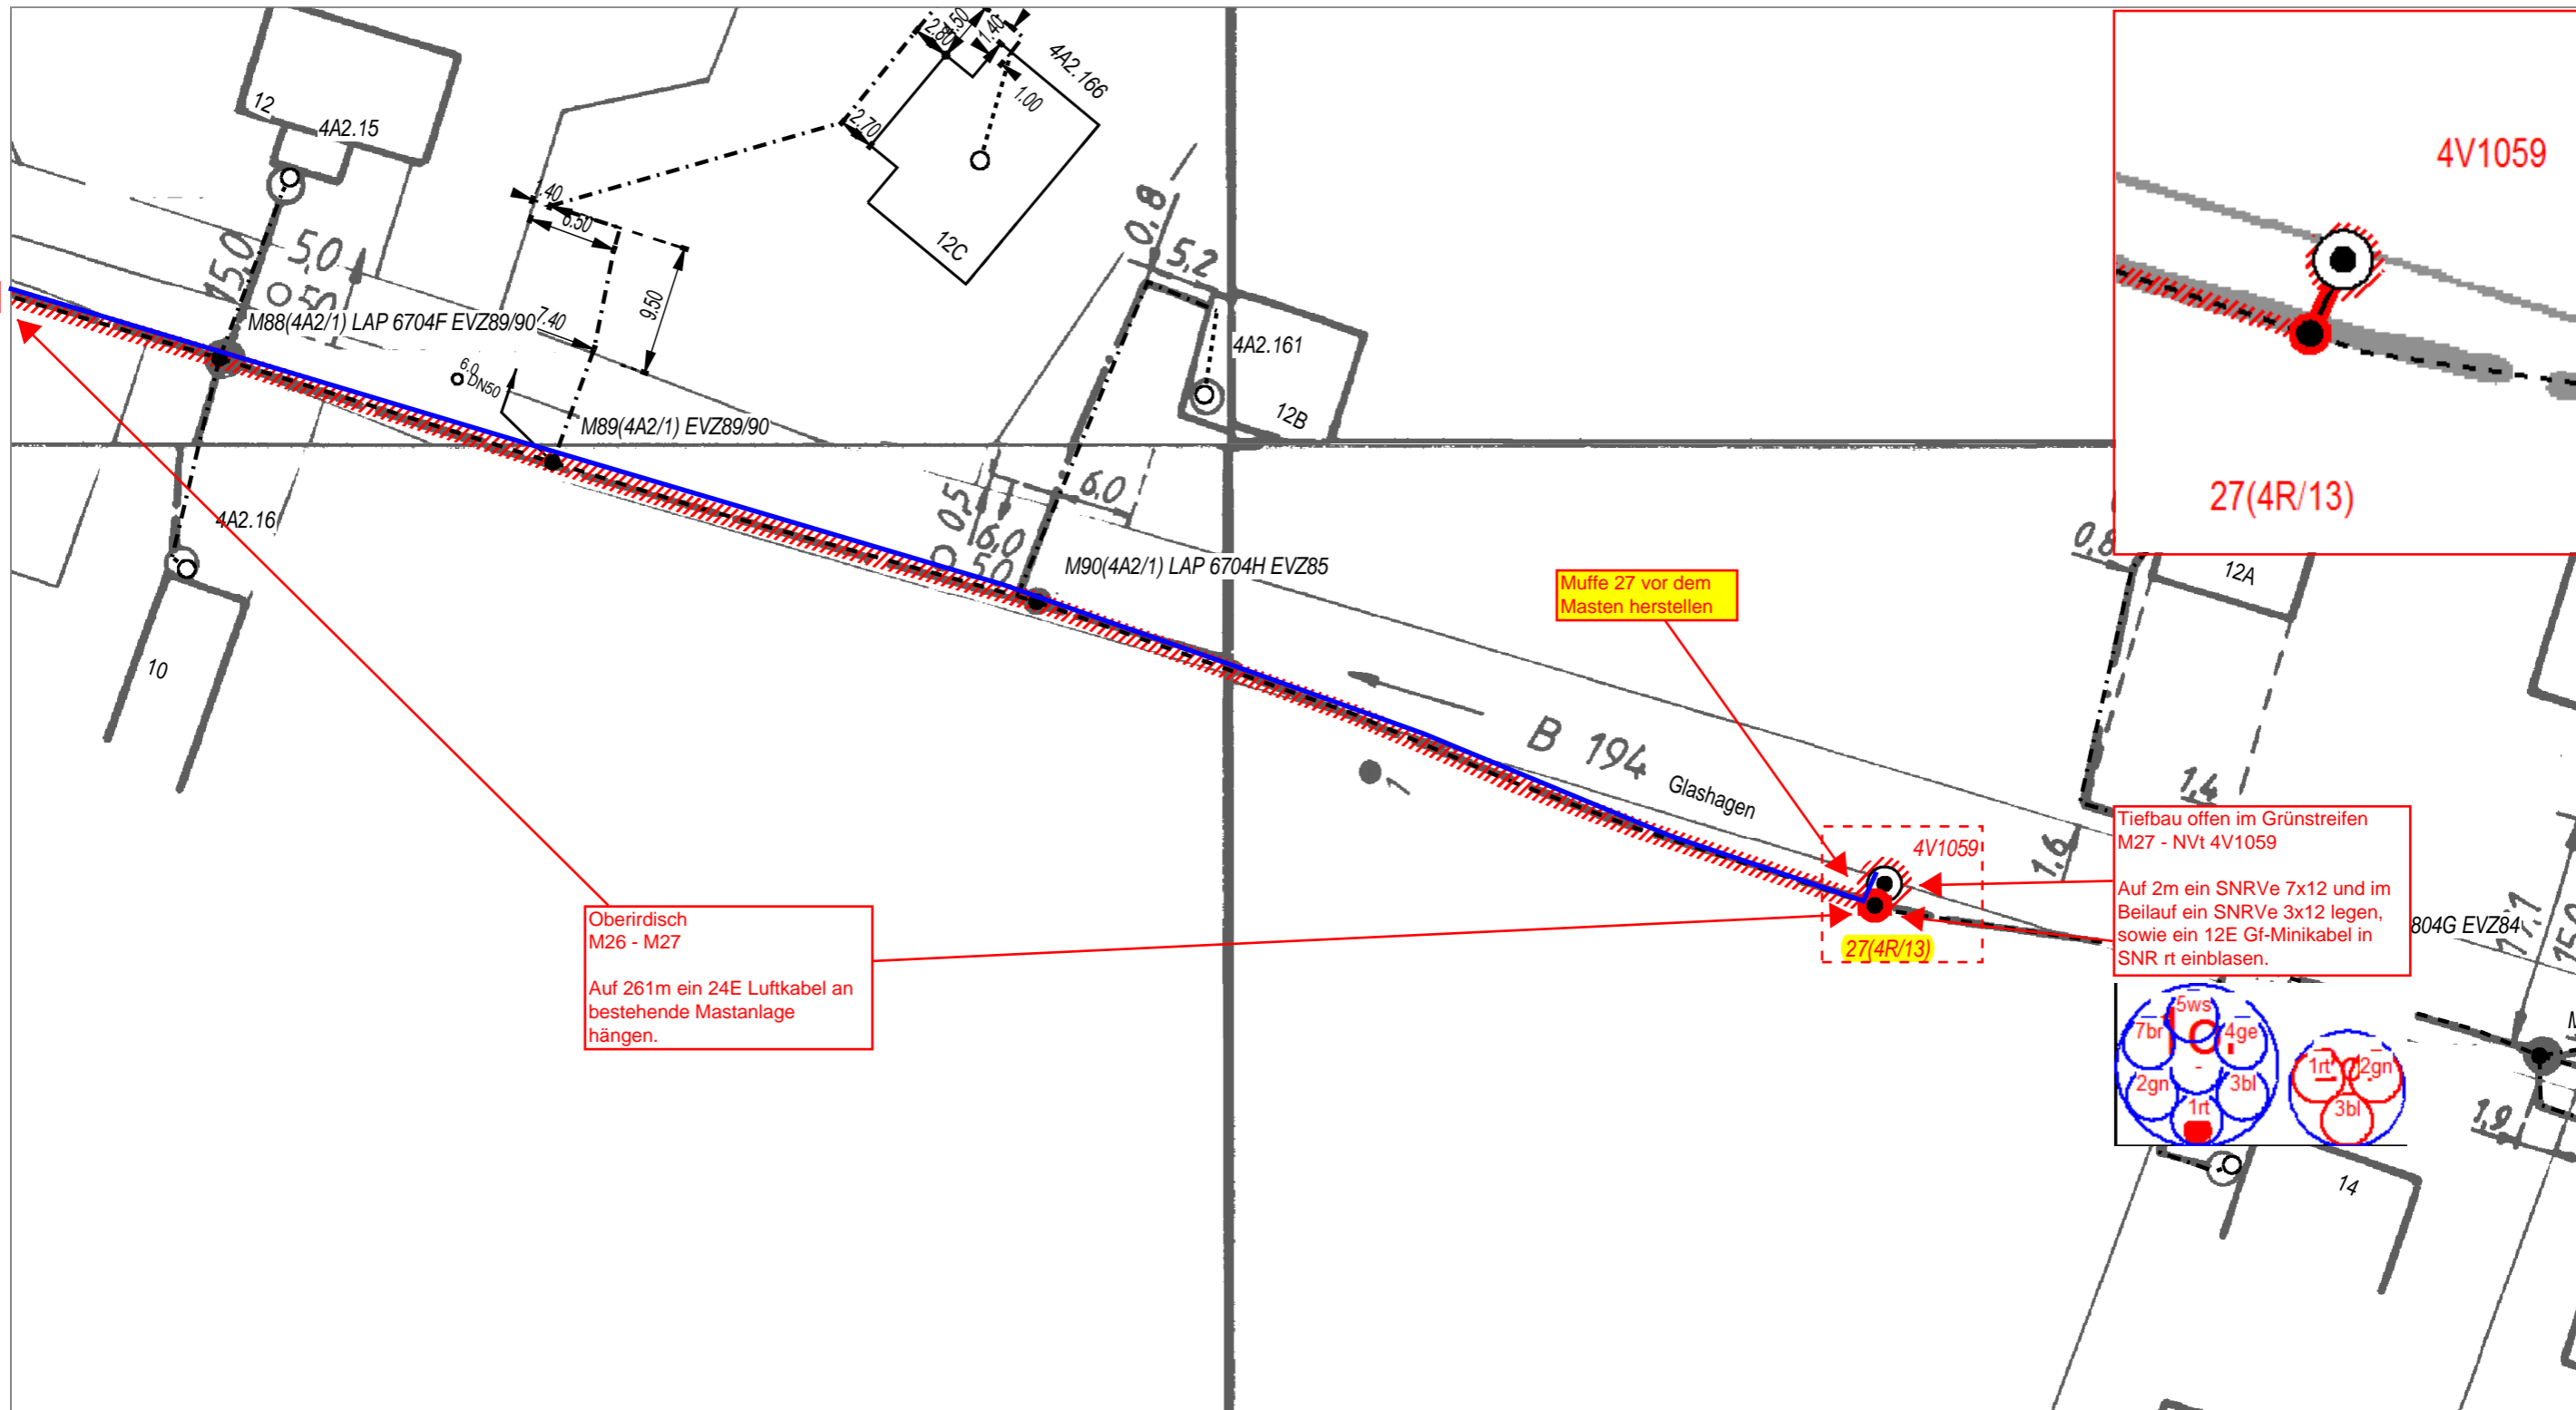 2.80
1.50
1.40
4A2.166
1.00
2.70
12C
12
4A2.15
1.40
6.50
15,0
5,0
50
M88(4A2/1) LAP 6704F EVZ89/90
7.40
9.50
6.0
DN50
M89(4A2/1) EVZ89/90
4A2.16
10
0,8
5,2
4A2.161
12B
0,5
6,0
6,0
50
M90(4A2/1) LAP 6704H EVZ85
4V1059
27(4R/13)
0,8
12A
Muffe 27 vor dem
Masten herstellen
B 194
Glashagen
1
1,4
1,6
4V1059
27(4R/13)
Tiefbau offen im Grünstreifen
M27 - NVt 4V1059
Auf 2m ein SNRVe 7x12 und im
Beilauf ein SNRVe 3x12 legen,
sowie ein 12E Gf-Minikabel in
SNR rt einblasen.
804G EVZ84
17,1
Oberirdisch
M26 - M27
Auf 261m ein 24E Luftkabel an
bestehende Mastanlage
hängen.
5ws
7br
4ge
2gn
3bl
1rt
1rt
2gn
3bl
1,9
14